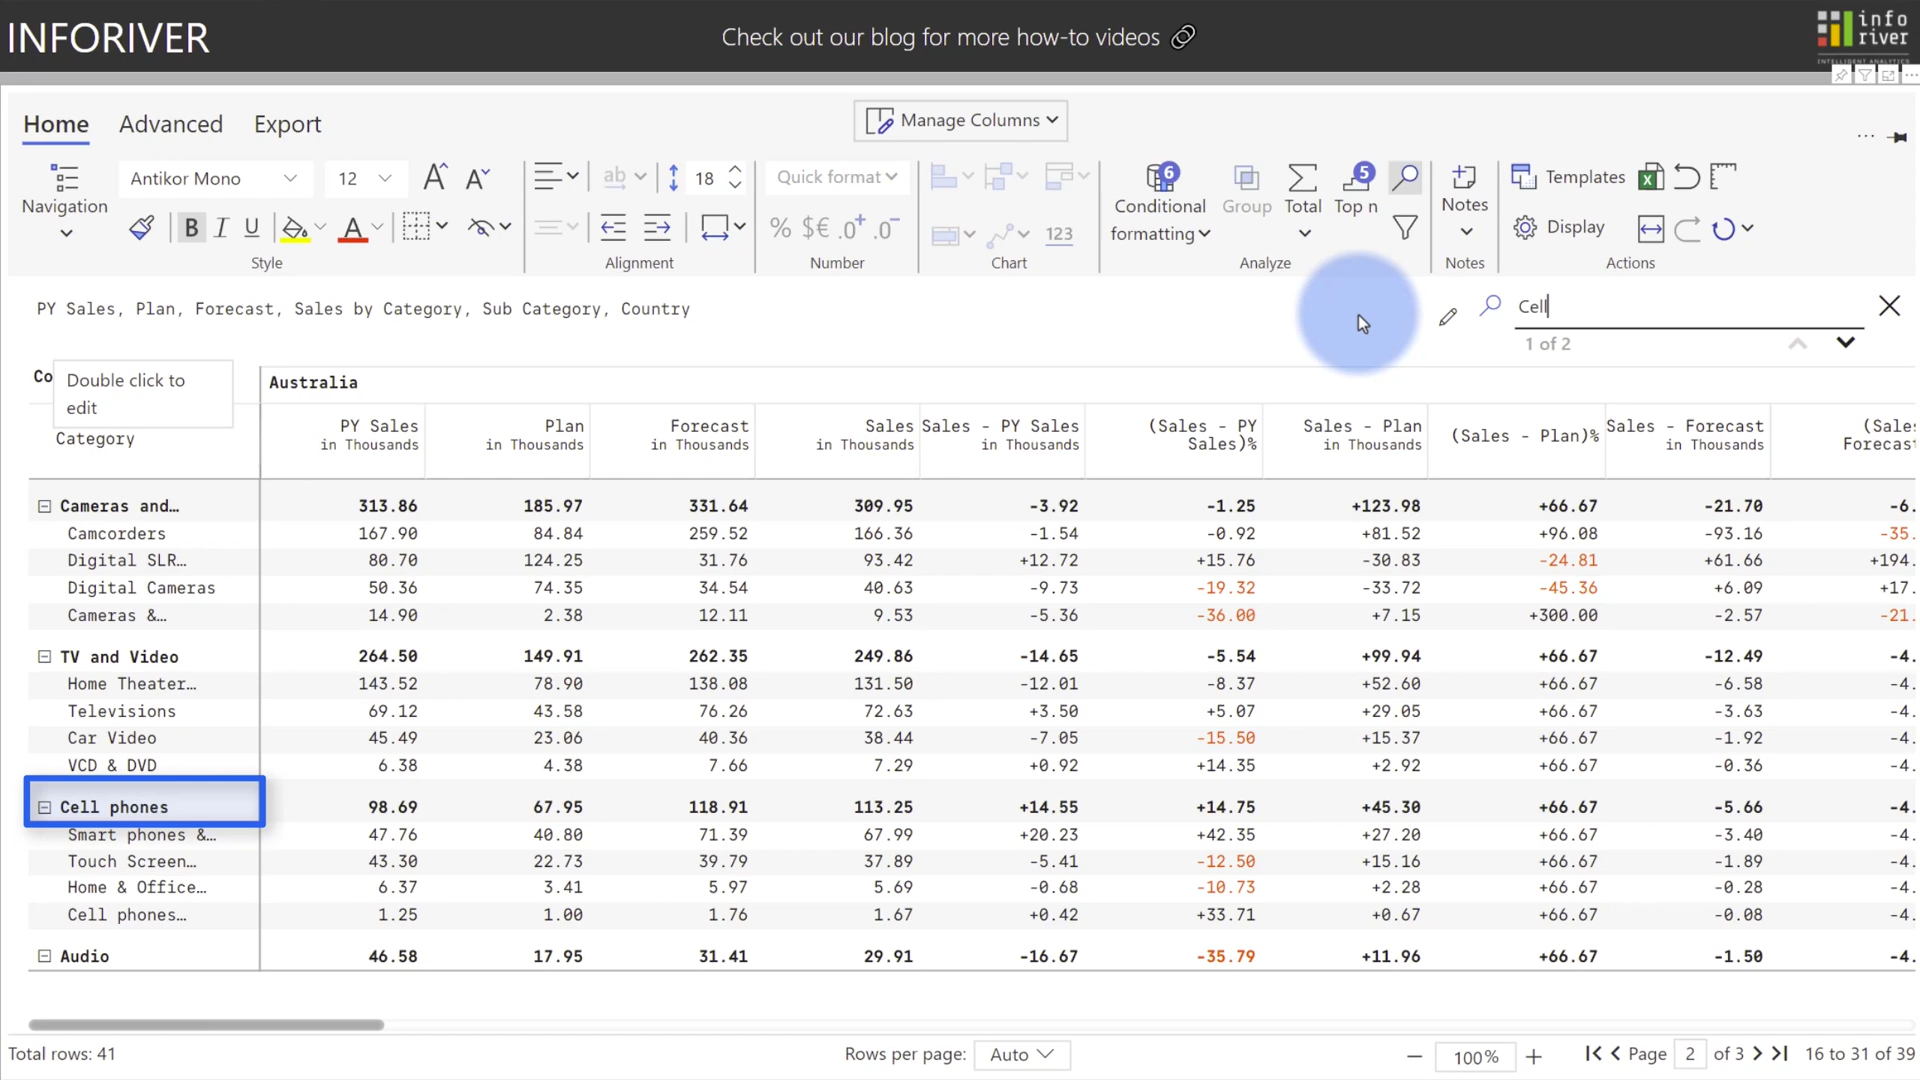 INFORIVER
Check out our blog for more how-to videos
info
river
INTELLIGENT ANALYTICS
Home Advanced Export
Manage Columns
Navigation
Antikor Mono
12
18
Quick format
123
6
Conditional
formatting
Group
Total
5
Top n
Notes
Templates
Display
Style
Alignment
Number
Chart
Analyze
Notes
Actions
PY Sales, Plan, Forecast, Sales by Category, Sub Category, Country
Cell
1 of 2
Co
Double click to
edit
Category
Australia
PY Sales Plan Forecast Sales Sales - PY Sales (Sales - PY Sales - Plan (Sales - Plan)% Sales - Forecast (Sales
in Thousands in Thousands in Thousands in Thousands in Thousands Sales)% in Thousands in Thousands Forecast
Cameras and… 313.86 185.97 331.64 309.95 -3.92 -1.25 +123.98 +66.67 -21.70 -6.
Camcorders 167.90 84.84 259.52 166.36 -1.54 -0.92 +81.52 +96.08 -93.16 -35.
Digital SLR… 80.70 124.25 31.76 93.42 +12.72 +15.76 -30.83 -24.81 +61.66 +194.
Digital Cameras 50.36 74.35 34.54 40.63 -9.73 -19.32 -33.72 -45.36 +6.09 +17.
Cameras &… 14.90 2.38 12.11 9.53 -5.36 -36.00 +7.15 +300.00 -2.57 -21.
TV and Video 264.50 149.91 262.35 249.86 -14.65 -5.54 +99.94 +66.67 -12.49 -4.
Home Theater… 143.52 78.90 138.08 131.50 -12.01 -8.37 +52.60 +66.67 -6.58 -4.
Televisions 69.12 43.58 76.26 72.63 +3.50 +5.07 +29.05 +66.67 -3.63 -4.
Car Video 45.49 23.06 40.36 38.44 -7.05 -15.50 +15.37 +66.67 -1.92 -4.
VCD & DVD 6.38 4.38 7.66 7.29 +0.92 +14.35 +2.92 +66.67 -0.36 -4.
Cell phones 98.69 67.95 118.91 113.25 +14.55 +14.75 +45.30 +66.67 -5.66 -4.
Smart phones &… 47.76 40.80 71.39 67.99 +20.23 +42.35 +27.20 +66.67 -3.40 -4.
Touch Screen… 43.30 22.73 39.79 37.89 -5.41 -12.50 +15.16 +66.67 -1.89 -4.
Home & Office… 6.37 3.41 5.97 5.69 -0.68 -10.73 +2.28 +66.67 -0.28 -4.
Cell phones… 1.25 1.00 1.76 1.67 +0.42 +33.71 +0.67 +66.67 -0.08 -4.
Audio 46.58 17.95 31.41 29.91 -16.67 -35.79 +11.96 +66.67 -1.50 -4.
Total rows: 41
Rows per page: Auto
100%
Page 2 of 3
16 to 31 of 39